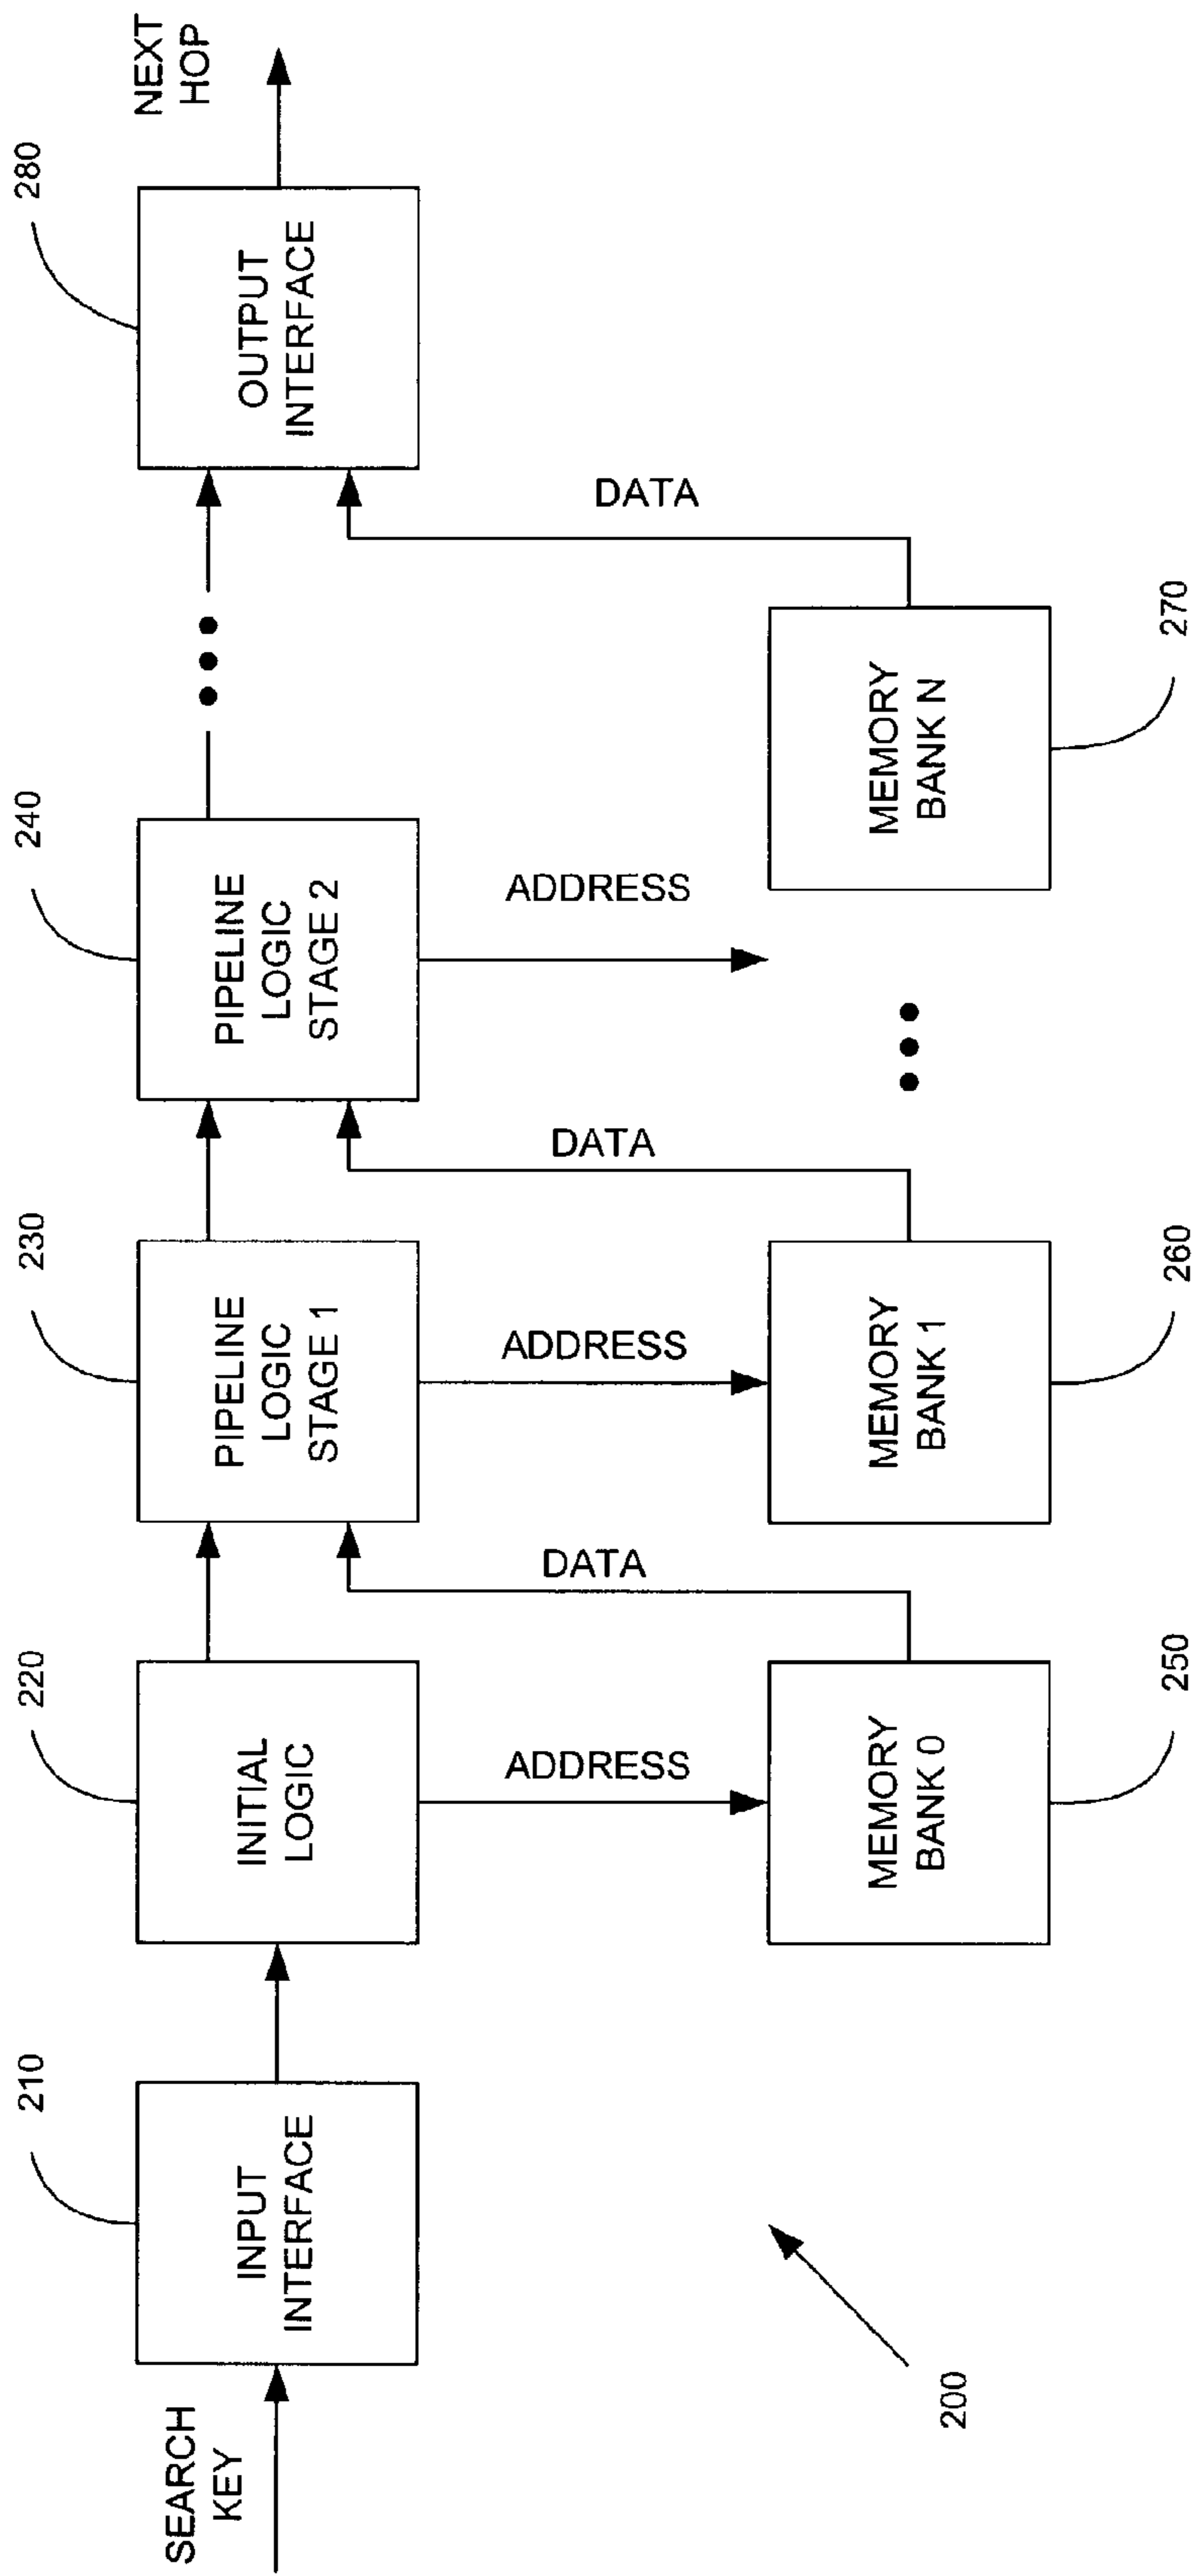 SEARCH
KEY
210
INPUT
INTERFACE
220
INITIAL
LOGIC
230
PIPELINE
LOGIC
STAGE 1
240
PIPELINE
LOGIC
STAGE 2
280
OUTPUT
INTERFACE
NEXT
HOP
ADDRESS
DATA
ADDRESS
DATA
ADDRESS
DATA
MEMORY
BANK 0
250
MEMORY
BANK 1
260
MEMORY
BANK N
270
200